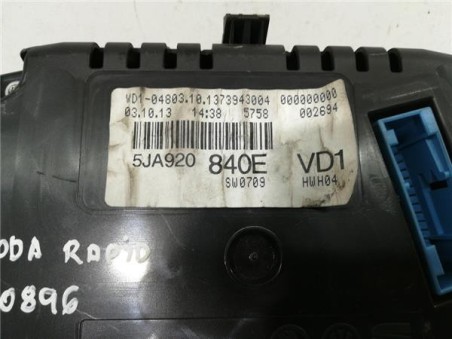 VD1-04803.10.1373943004 000000000
03.10.13 14:38 5758 002694
5JA920 840E VD1
SW0709 HWH04
ODA RADIO
0896